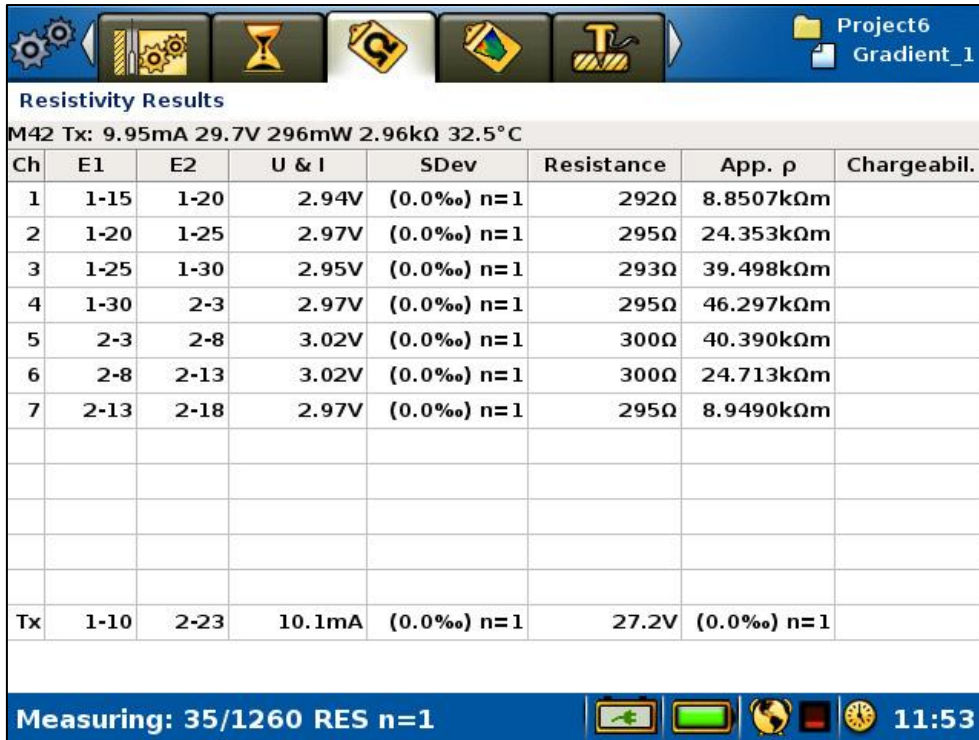 Project6
Gradient_1
Resistivity Results
M42 Tx: 9.95mA 29.7V 296mW 2.96kΩ 32.5°C
Ch E1 E2 U & I SDev Resistance App. ρ Chargeabil.
1 1-15 1-20 2.94V (0.0‰) n=1 292Ω 8.8507kΩm
2 1-20 1-25 2.97V (0.0‰) n=1 295Ω 24.353kΩm
3 1-25 1-30 2.95V (0.0‰) n=1 293Ω 39.498kΩm
4 1-30 2-3 2.97V (0.0‰) n=1 295Ω 46.297kΩm
5 2-3 2-8 3.02V (0.0‰) n=1 300Ω 40.390kΩm
6 2-8 2-13 3.02V (0.0‰) n=1 300Ω 24.713kΩm
7 2-13 2-18 2.97V (0.0‰) n=1 295Ω 8.9490kΩm
Tx 1-10 2-23 10.1mA (0.0‰) n=1 27.2V (0.0‰) n=1
Measuring: 35/1260 RES n=1 11:53